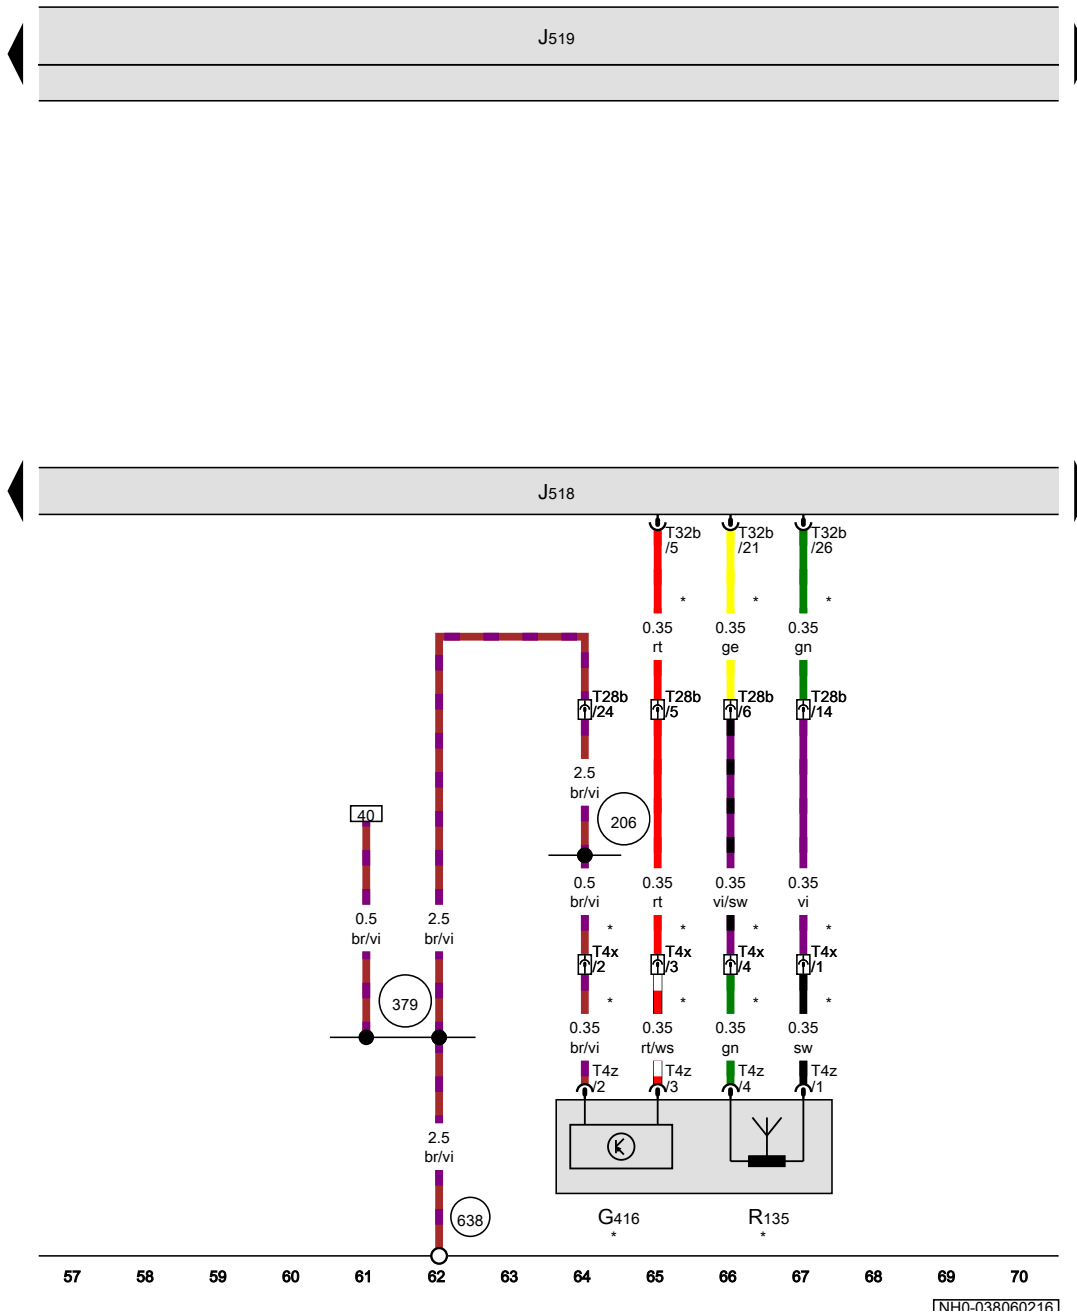 J519
J518
T32b
/5
T32b
/21
T32b
/26
*
*
*
0.35
rt
0.35
ge
0.35
gn
T28b
/24
T28b
/5
T28b
/6
T28b
/14
2.5
br/vi
40
206
0.5
br/vi
0.35
rt
0.35
vi/sw
0.35
vi
0.5
br/vi
2.5
br/vi
*
*
*
*
T4x
/2
T4x
/3
T4x
/4
T4x
/1
379
*
*
*
*
0.35
br/vi
0.35
rt/ws
0.35
gn
0.35
sw
T4z
/2
T4z
/3
T4z
/4
T4z
/1
2.5
br/vi
638
G416
*
R135
*
57 58 59 60 61 62 63 64 65 66 67 68 69 70
NH0-038060216